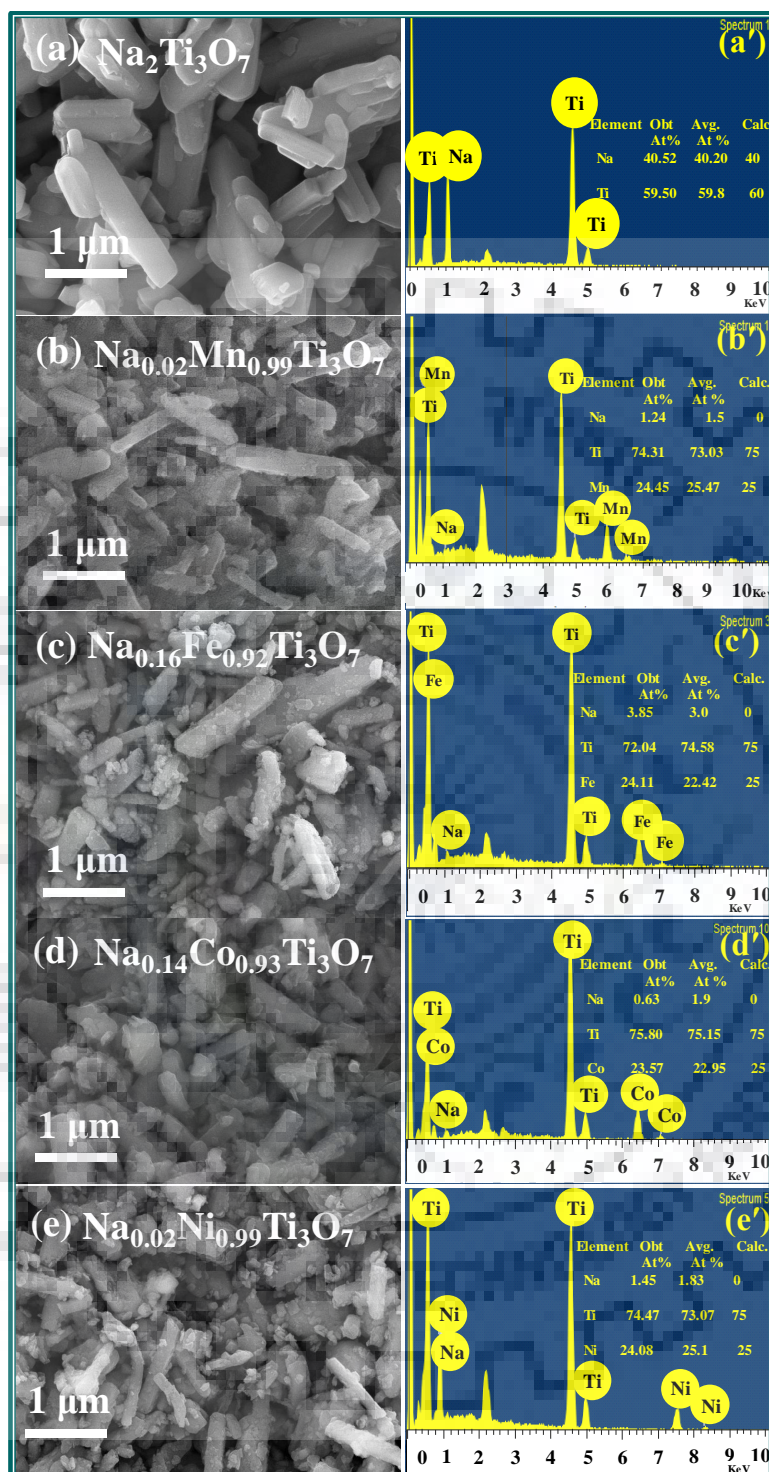 (a) Na₂Ti₃O₇
1 μm
Spectrum 1
(a′)
Ti
Element Obt Avg. Calc
At% At %
Ti Na
Na 40.52 40.20 40
Ti 59.50 59.8 60
Ti
0 1 2 3 4 5 6 7 8 9 10
KeV
(b) Na₀.₀₂Mn₀.₉₉Ti₃O₇
1 μm
Spectrum 1
(b′)
Mn
Ti
Ti
Element Obt Avg. Calc.
At% At %
Na 1.24 1.5 0
Ti 74.31 73.03 75
Mn 24.45 25.47 25
Na
Ti Mn
Mn
0 1 2 3 4 5 6 7 8 9 10
KeV
(c) Na₀.₁₆Fe₀.₉₂Ti₃O₇
1 μm
Spectrum 3
(c′)
Ti
Ti
Fe
Element Obt Avg. Calc.
At% At %
Na 3.85 3.0 0
Ti 72.04 74.58 75
Fe 24.11 22.42 25
Na
Ti Fe
Fe
0 1 2 3 4 5 6 7 8 9 10
KeV
(d) Na₀.₁₄Co₀.₉₃Ti₃O₇
1 μm
Spectrum 10
(d′)
Ti
Element Obt Avg. Calc.
At% At %
Na 0.63 1.9 0
Ti 75.80 75.15 75
Co 23.57 22.95 25
Ti
Co
Na
Ti Co
Co
0 1 2 3 4 5 6 7 8 9 10
KeV
(e) Na₀.₀₂Ni₀.₉₉Ti₃O₇
1 μm
Spectrum 5
(e′)
Ti
Ti
Element Obt Avg. Calc.
At% At %
Na 1.45 1.83 0
Ti 74.47 73.07 75
Ni 24.08 25.1 25
Ni
Na
Ti Ni
Ni
0 1 2 3 4 5 6 7 8 9 10
KeV